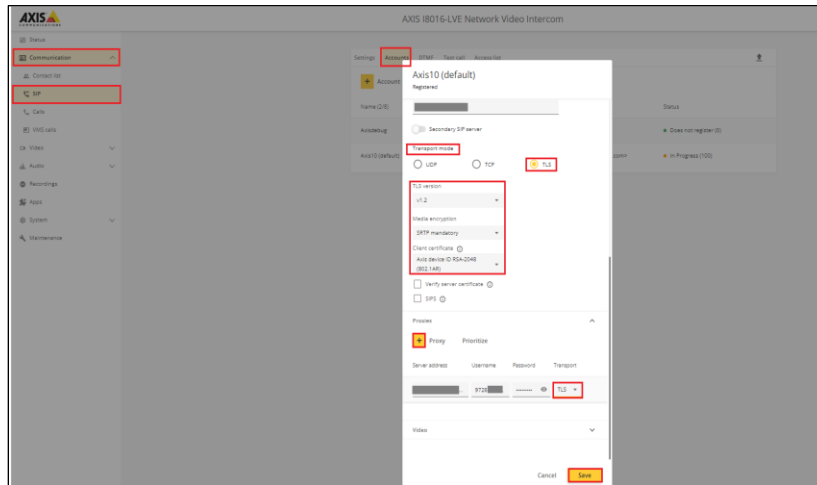 AXIS
COMMUNICATIONS
AXIS I8016-LVE Network Video Intercom
Status
Communication
Contact list
SIP
Calls
VMS calls
Video
Audio
Recordings
Apps
System
Maintenance
Settings Accounts DTMF Test call Access list
+ Account
Name (2/8) Status
Axisdebug Does not register (0)
Axis10 (default) In Progress (100)
Axis10 (default)
Registered
Secondary SIP server
Transport mode
UDP TCP TLS
TLS version
v1.2
Media encryption
SRTP mandatory
Client certificate
Axis device ID RSA-2048
(802.1AR)
Verify server certificate
SIPS
Proxies
+ Proxy Prioritize
Server address Username Password Transport
9728 TLS
Video
Cancel Save